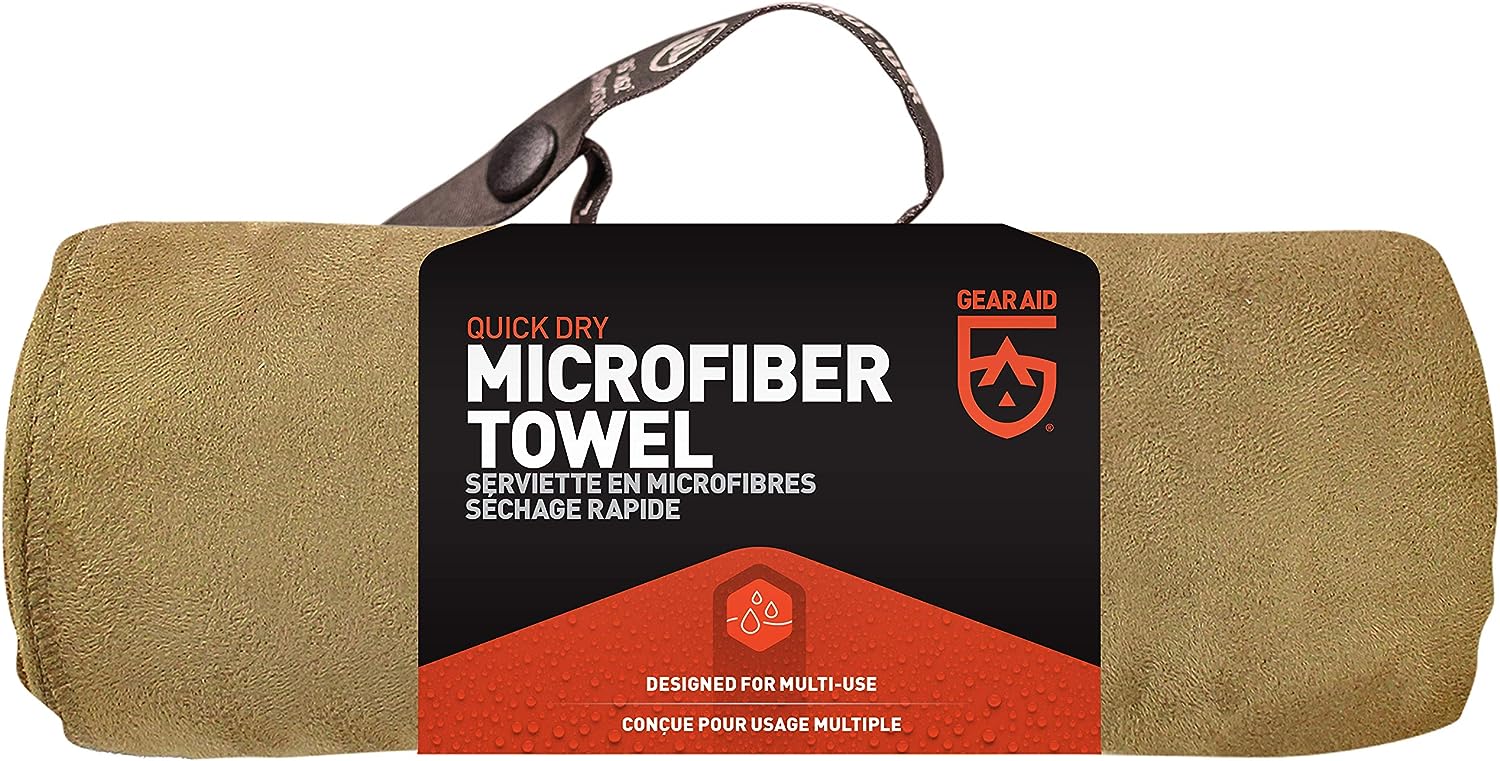 GEAR AID
QUICK DRY
MICROFIBER
TOWEL
SERVIETTE EN MICROFIBRES
SÉCHAGE RAPIDE
DESIGNED FOR MULTI-USE
CONÇUE POUR USAGE MULTIPLE